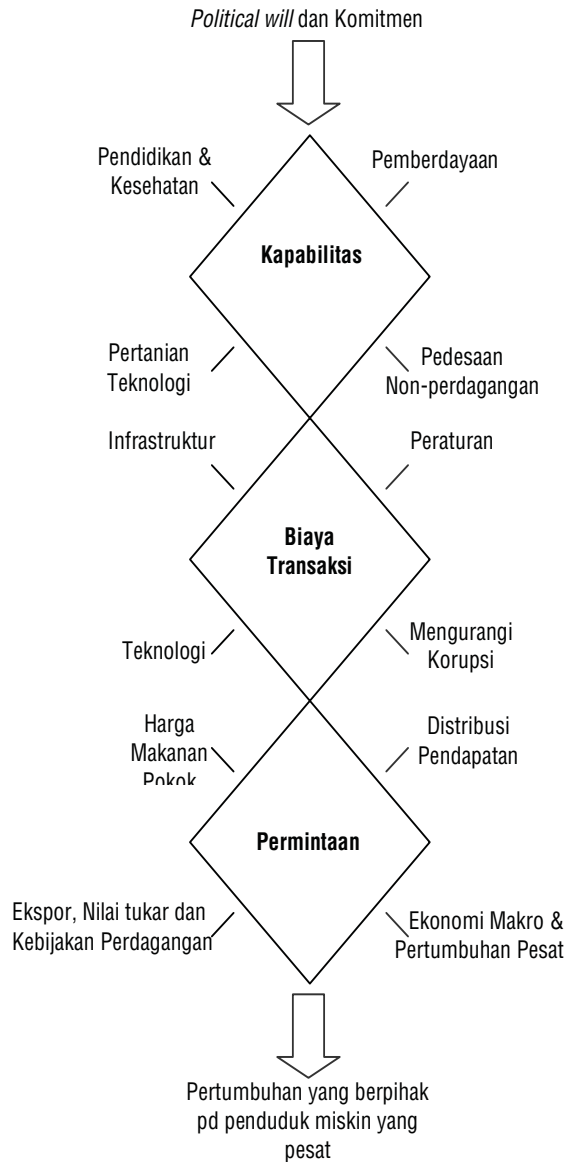 Political will dan Komitmen
Pendidikan &
Kesehatan
Pemberdayaan
Kapabilitas
Pertanian
Teknologi
Pedesaan
Non-perdagangan
Infrastruktur
Peraturan
Biaya
Transaksi
Teknologi
Mengurangi
Korupsi
Harga
Makanan
Pokok
Distribusi
Pendapatan
Permintaan
Ekspor, Nilai tukar dan
Kebijakan Perdagangan
Ekonomi Makro &
Pertumbuhan Pesat
Pertumbuhan yang berpihak
pd penduduk miskin yang
pesat